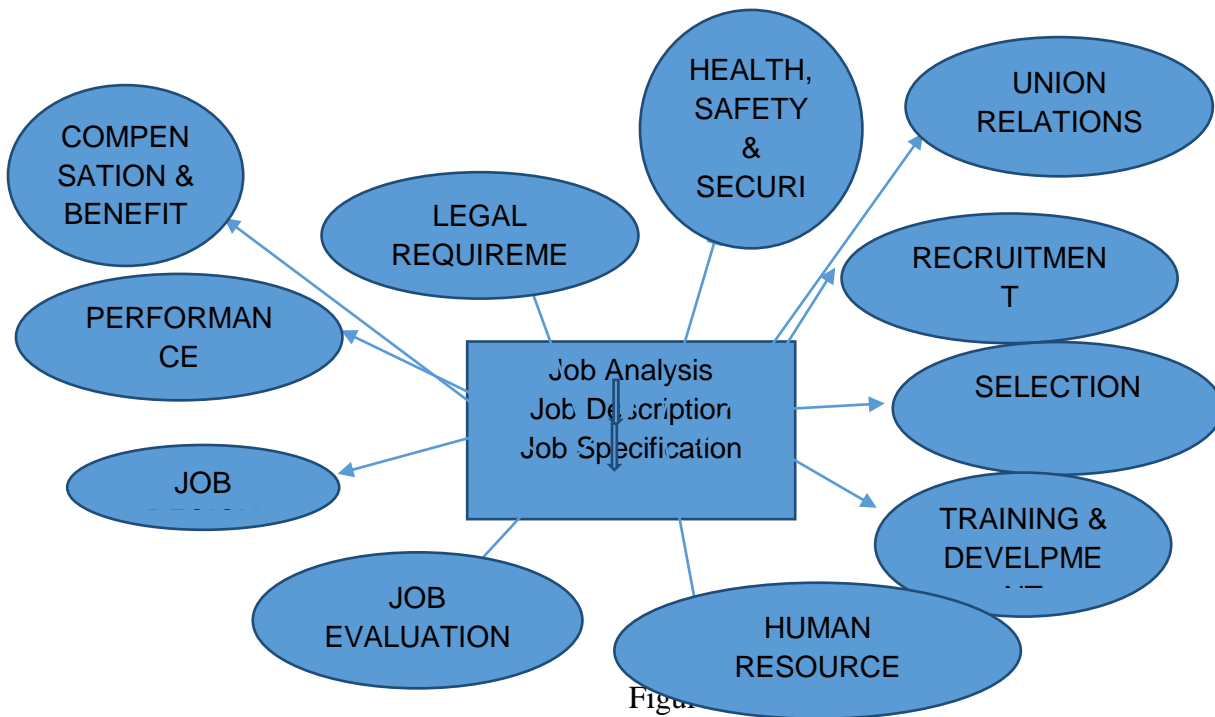 HEALTH,
SAFETY
&
SECURI
UNION
RELATIONS
COMPEN
SATION &
BENEFIT
LEGAL
REQUIREME
RECRUITMEN
T
PERFORMAN
CE
Job Analysis
Job Description
Job Specification
SELECTION
JOB
TRAINING &
DEVELPME
JOB
EVALUATION
HUMAN
RESOURCE